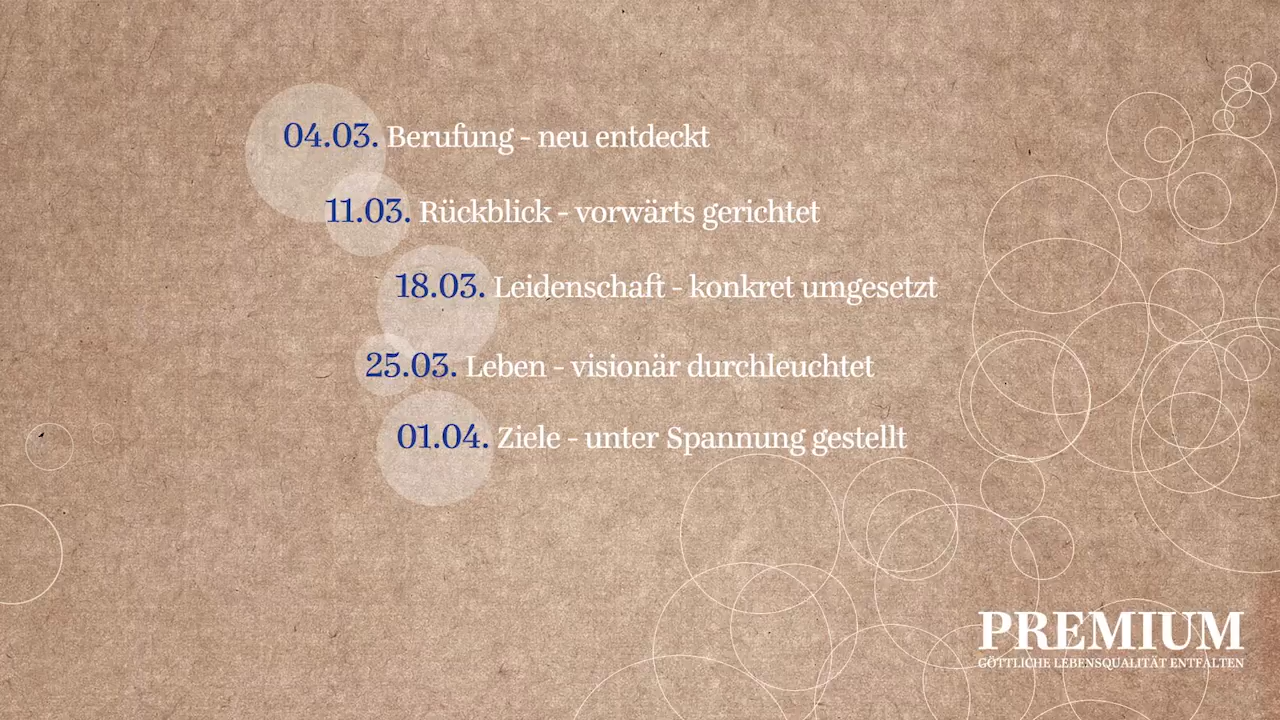 04.03. Berufung - neu entdeckt
11.03. Rückblick - vorwärts gerichtet
18.03. Leidenschaft - konkret umgesetzt
25.03. Leben - visionär durchleuchtet
01.04. Ziele - unter Spannung gestellt
PREMIUM
GÖTTLICHE LEBENSQUALITÄT ENTFALTEN